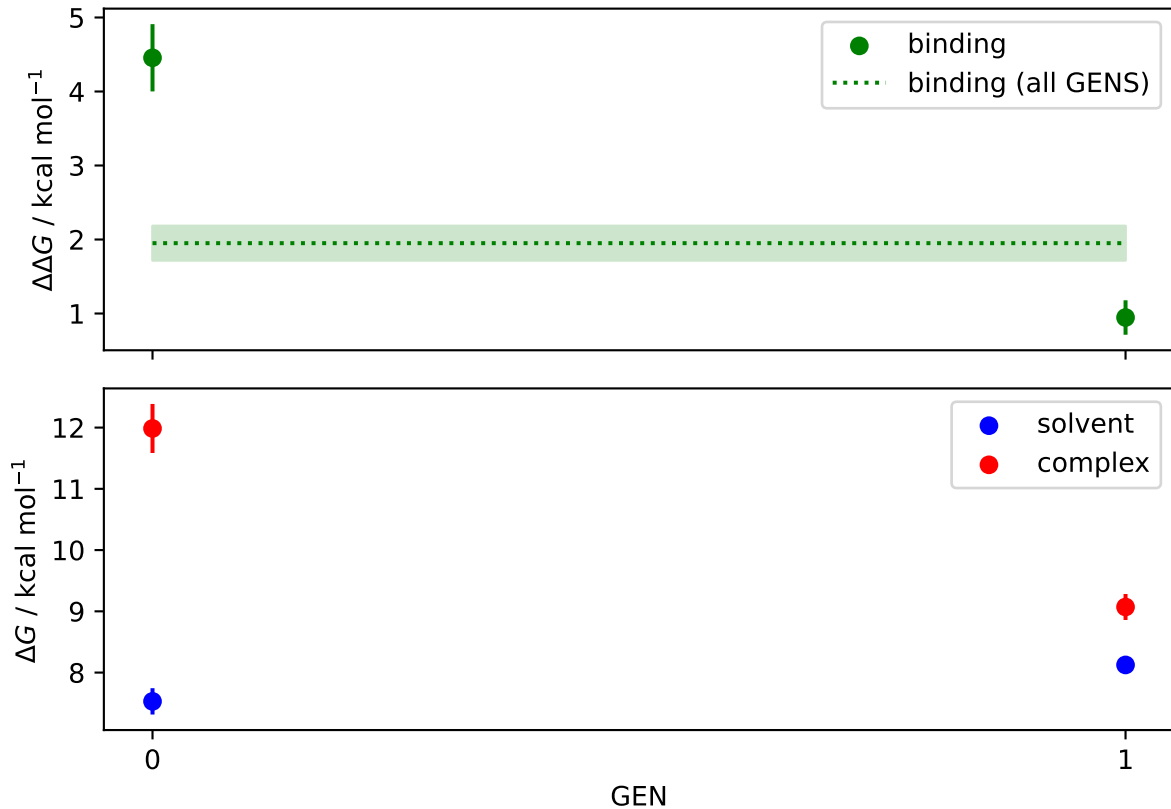 5
4
3
2
1
ΔΔG / kcal mol⁻¹
binding
binding (all GENS)
12
11
10
9
8
ΔG / kcal mol⁻¹
solvent
complex
0
1
GEN